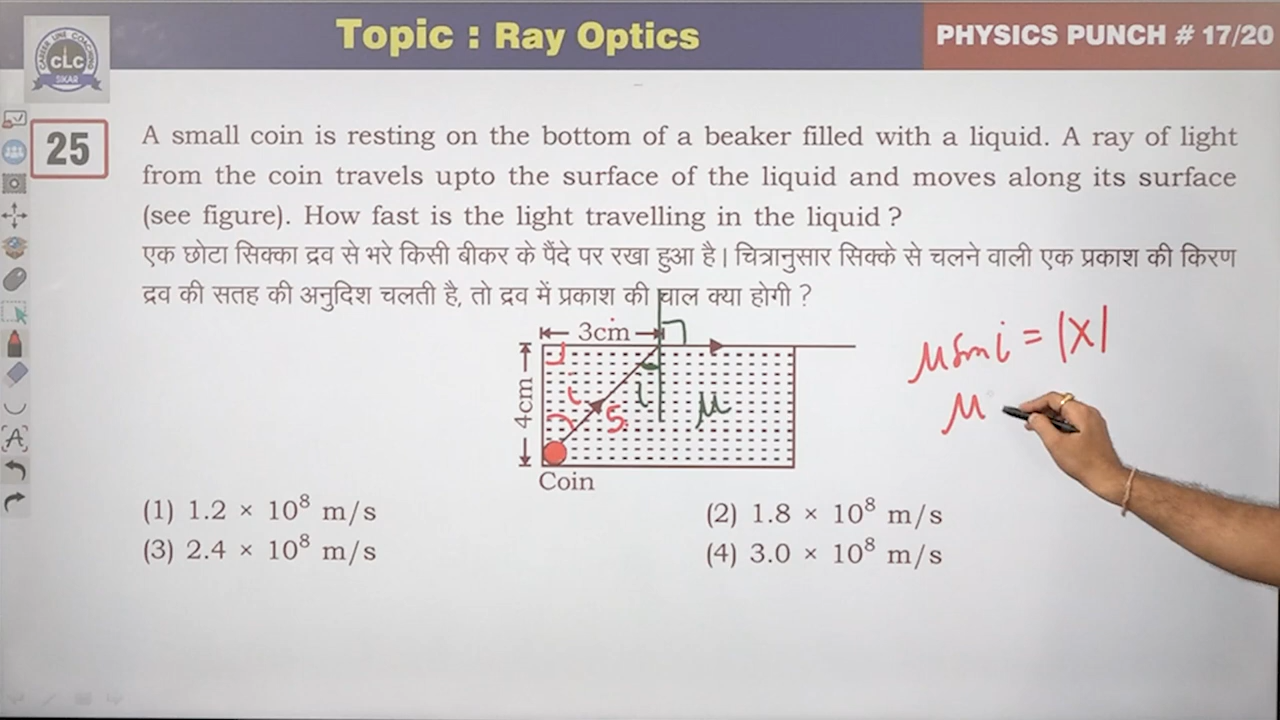 Topic : Ray Optics
PHYSICS PUNCH # 17/20
CAREER LINE COACHING
CLC
SIKAR
25
A small coin is resting on the bottom of a beaker filled with a liquid. A ray of light
from the coin travels upto the surface of the liquid and moves along its surface
(see figure). How fast is the light travelling in the liquid ?
एक छोटा सिक्का द्रव से भरे किसी बीकर के पैंदे पर रखा हुआ है। चित्रानुसार सिक्के से चलने वाली एक प्रकाश की किरण
द्रव की सतह की अनुदिश चलती है, तो द्रव में प्रकाश की चाल क्या होगी ?
3cm
4cm
i
i
5
μ
Coin
μ sin i = 1×1
μ
(1) 1.2 × 10⁸ m/s
(2) 1.8 × 10⁸ m/s
(3) 2.4 × 10⁸ m/s
(4) 3.0 × 10⁸ m/s